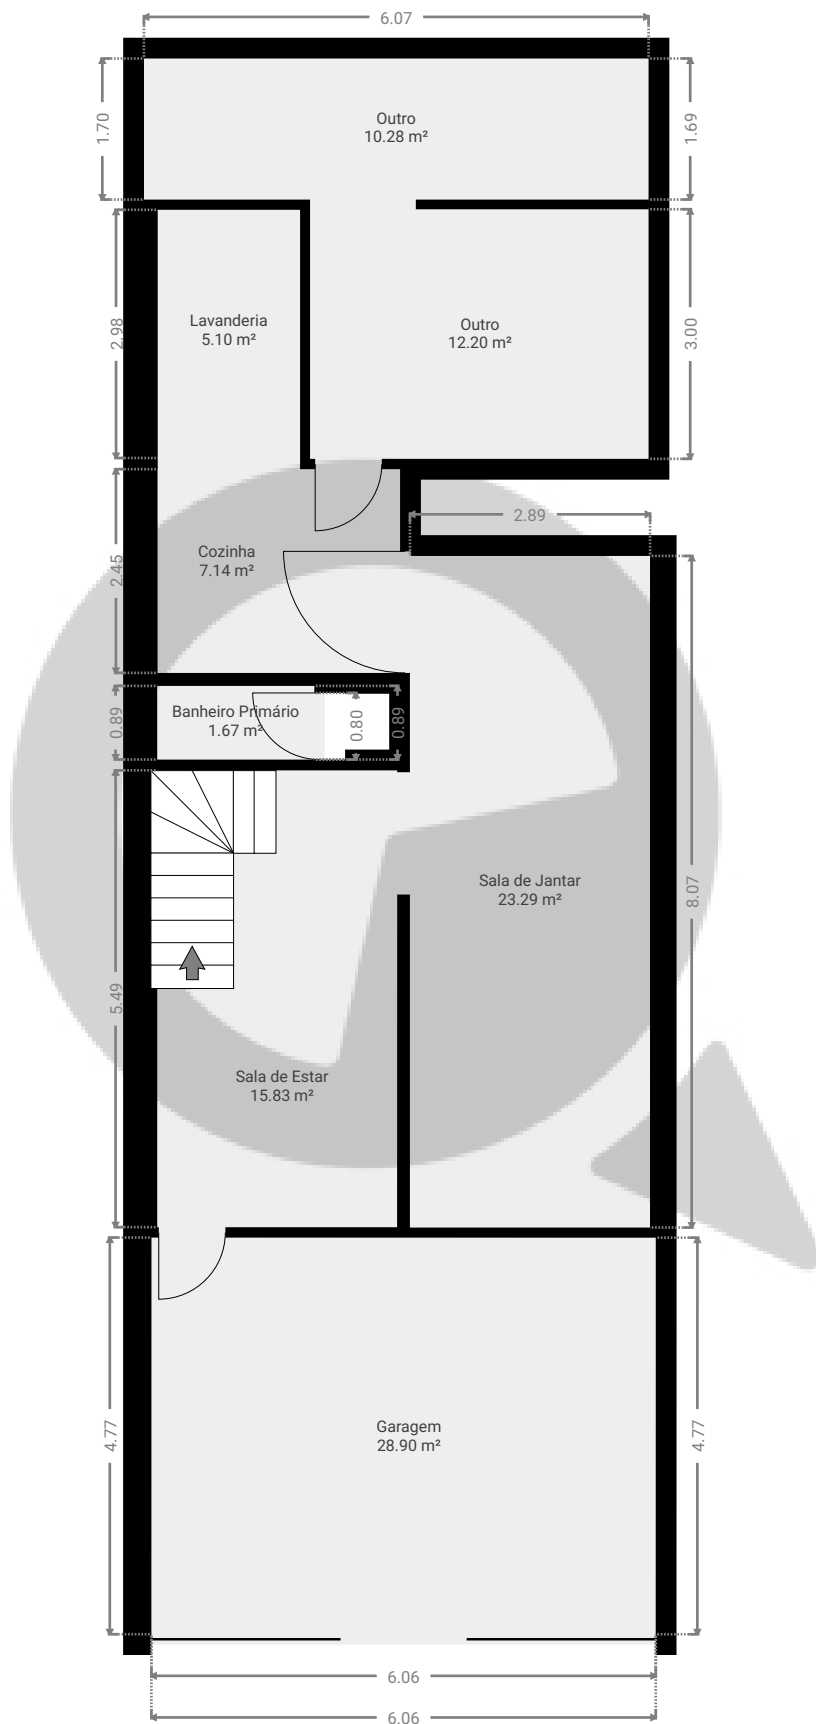 6.07
1.70
Outro
10.28 m²
1.69
Lavanderia
5.10 m²
2.98
Outro
12.20 m²
3.00
2.89
Cozinha
7.14 m²
2.45
Banheiro Primário
1.67 m²
0.89
0.80
0.89
Sala de Jantar
23.29 m²
8.07
5.49
Sala de Estar
15.83 m²
Garagem
28.90 m²
4.77
4.77
6.06
6.06